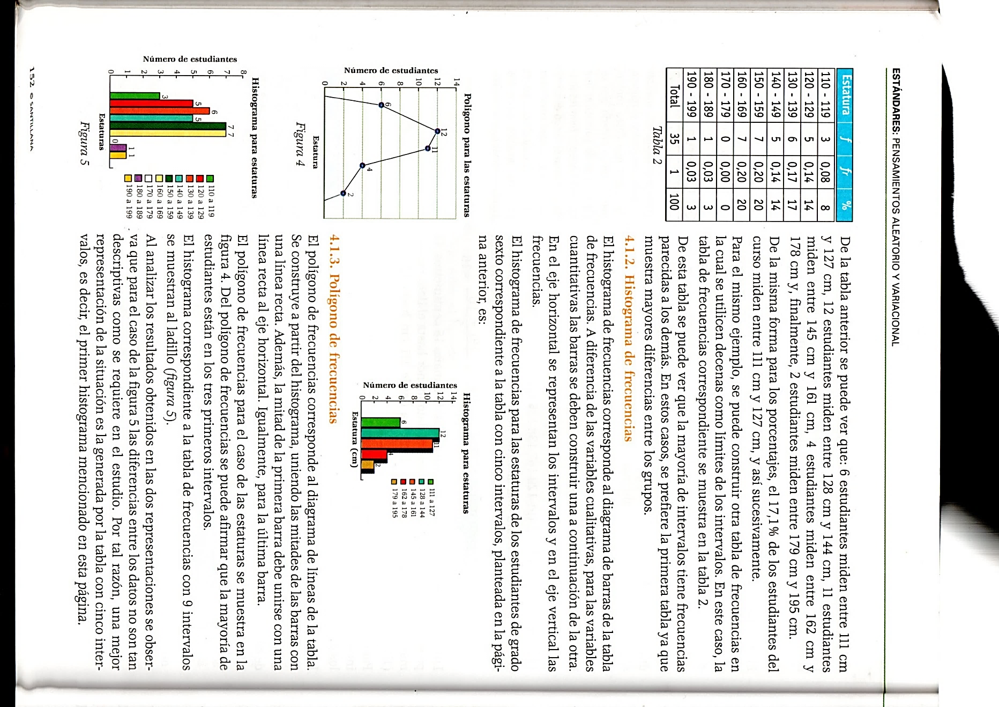 ESTÁNDARES: PENSAMIENTOS ALEATORIO Y VARIACIONAL
Estatura f fr %
110 - 119 3 0,08 8
120 - 129 5 0,14 14
130 - 139 6 0,17 17
140 - 149 5 0,14 14
150 - 159 7 0,20 20
160 - 169 7 0,20 20
170 - 179 0 0,00 0
180 - 189 1 0,03 3
190 - 199 1 0,03 3
Total 35 1 100
Tabla 2
De la tabla anterior se puede ver que: 6 estudiantes miden entre 111 cm
y 127 cm, 12 estudiantes miden entre 128 cm y 144 cm, 11 estudiantes
miden entre 145 cm y 161 cm, 4 estudiantes miden entre 162 cm y
178 cm y, finalmente, 2 estudiantes miden entre 179 cm y 195 cm.
De la misma forma para los porcentajes, el 17,1% de los estudiantes del
curso miden entre 111 cm y 127 cm, y así sucesivamente.
Para el mismo ejemplo, se puede construir otra tabla de frecuencias en
la cual se utilicen decenas como límites de los intervalos. En este caso, la
tabla de frecuencias correspondiente se muestra en la tabla 2.
De esta tabla se puede ver que la mayoría de intervalos tiene frecuencias
parecidas a los demás. En estos casos, se prefiere la primera tabla ya que
muestra mayores diferencias entre los grupos.
4.1.2. Histograma de frecuencias
El histograma de frecuencias corresponde al diagrama de barras de la tabla
de frecuencias. A diferencia de las variables cualitativas, para las variables
cuantitativas las barras se deben construir una a continuación de la otra.
En el eje horizontal se representan los intervalos y en el eje vertical las
frecuencias.
El histograma de frecuencias para las estaturas de los estudiantes de grado
sexto correspondiente a la tabla con cinco intervalos, planteada en la pági-
na anterior, es:
Histograma para estaturas
Número de estudiantes
14
12
10
8
6
4
2
0
6
12
11
4
2
Estatura (cm)
111 a 127
128 a 144
145 a 161
162 a 178
179 a 195
4.1.3. Polígono de frecuencias
El polígono de frecuencias corresponde al diagrama de líneas de la tabla.
Se construye a partir del histograma, uniendo las mitades de las barras con
una línea recta. Además, la mitad de la primera barra debe unirse con una
línea recta al eje horizontal. Igualmente, para la última barra.
El polígono de frecuencias para el caso de las estaturas se muestra en la
figura 4. Del polígono de frecuencias se puede afirmar que la mayoría de
estudiantes están en los tres primeros intervalos.
El histograma correspondiente a la tabla de frecuencias con 9 intervalos
se muestran al ladillo (figura 5).
Al analizar los resultados obtenidos en las dos representaciones se obser-
va que para el caso de la figura 5 las diferencias entre los datos no son tan
descriptivas como se requiere en el estudio. Por tal razón, una mejor
representación de la situación es la generada por la tabla con cinco inter-
valos, es decir, el primer histograma mencionado en esta página.
Polígono para las estaturas
Número de estudiantes
14
12
10
8
6
4
2
0
6
12
11
4
2
Estatura
Figura 4
Histograma para estaturas
Número de estudiantes
8
7
6
5
4
3
2
1
0
3
5
6
5
7 7
0
1 1
Estaturas
110 a 119
120 a 129
130 a 139
140 a 149
150 a 159
160 a 169
170 a 179
180 a 189
190 a 199
Figura 5
152 © SANTILLANA